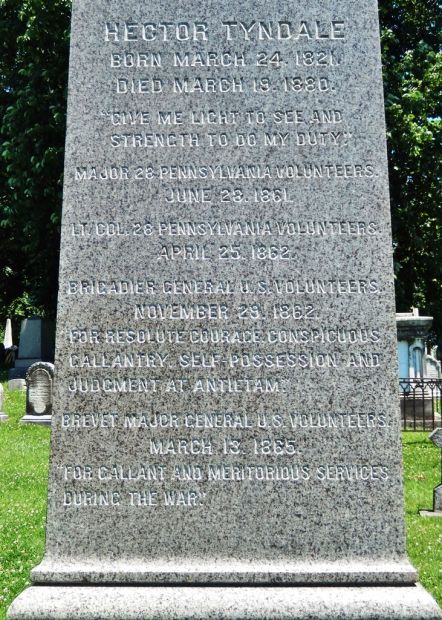 HECTOR TYNDALE
BORN MARCH 24. 1821.
DIED MARCH 19. 1880.
"GIVE ME LIGHT TO SEE AND
STRENGTH TO DO MY DUTY."
MAJOR 28 PENNSYLVANIA VOLUNTEERS.
JUNE 28. 1861.
LT. COL. 28 PENNSYLVANIA VOLUNTEERS.
APRIL 25. 1862.
BRIGADIER GENERAL U.S. VOLUNTEERS.
NOVEMBER 29. 1862.
"FOR RESOLUTE COURAGE, CONSPICUOUS
GALLANTRY, SELF-POSSESSION AND
JUDGMENT AT ANTIETAM."
BREVET MAJOR GENERAL U.S. VOLUNTEERS.
MARCH 13. 1865.
"FOR GALLANT AND MERITORIOUS SERVICES
DURING THE WAR."